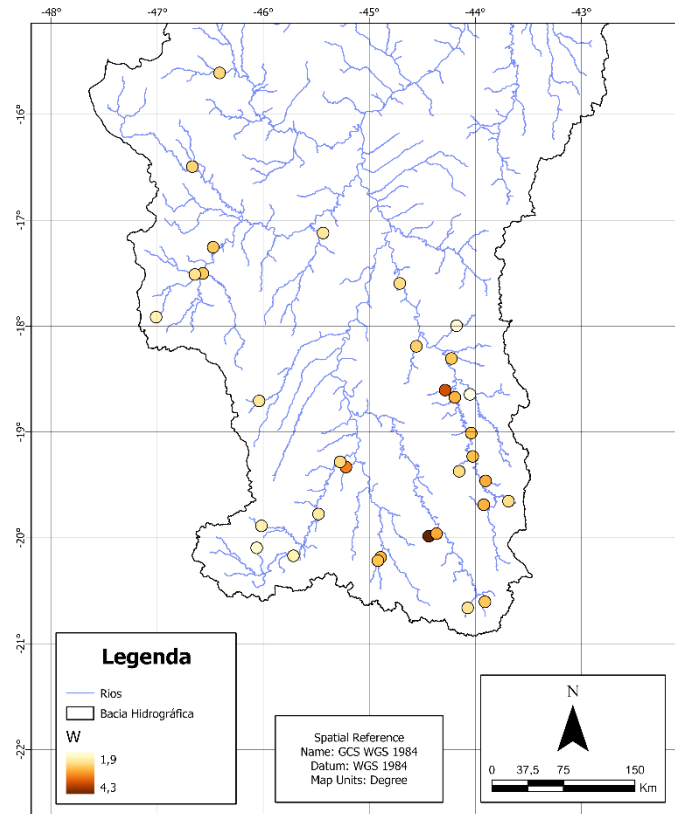 -48° -47° -46° -45° -44° -43°
-16°
-17°
-18°
-19°
-20°
-21°
-22°
Legenda
Rios
Bacia Hidrográfica
W
1,9
4,3
Spatial Reference
Name: GCS WGS 1984
Datum: WGS 1984
Map Units: Degree
N
0 37,5 75 150
Km